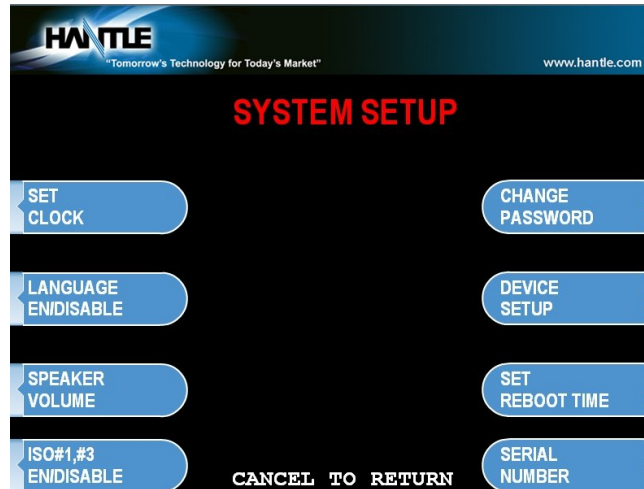 HANTLE
"Tomorrow's Technology for Today's Market"
www.hantle.com
SYSTEM SETUP
SET
CLOCK
CHANGE
PASSWORD
LANGUAGE
EN/DISABLE
DEVICE
SETUP
SPEAKER
VOLUME
SET
REBOOT TIME
ISO#1,#3
EN/DISABLE
SERIAL
NUMBER
CANCEL TO RETURN